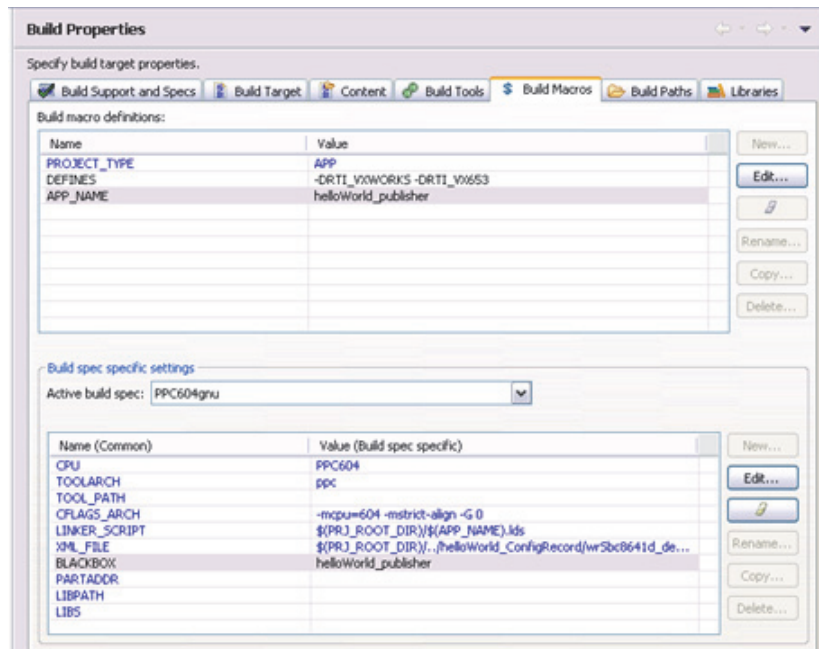 Build Properties
Specify build target properties.
Build Support and Specs Build Target Content Build Tools $ Build Macros Build Paths Libraries
Build macro definitions:
Name Value New...
PROJECT_TYPE APP
DEFINES -DRTI_VXWORKS -DRTI_VX653 Edit...
APP_NAME helloWorld_publisher
Rename...
Copy...
Delete...
Build spec specific settings
Active build spec: PPC604gnu
Name (Common) Value (Build spec specific) New...
CPU PPC604
TOOLARCH ppc Edit...
TOOL_PATH
CFLAGS_ARCH -mcpu=604 -mstrict-align -G 0
LINKER_SCRIPT $(PRJ_ROOT_DIR)/$(APP_NAME).lds
XML_FILE $(PRJ_ROOT_DIR)/../helloWorld_ConfigRecord/wrSbc8641d_de... Rename...
BLACKBOX helloWorld_publisher
PARTADDR Copy...
LIBPATH
LIBS Delete...